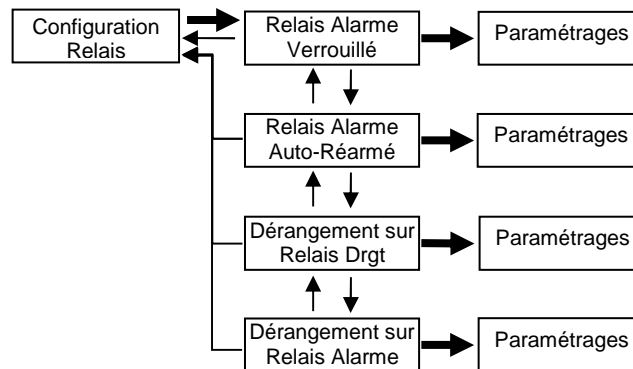 Configuration
Relais
Relais Alarme
Verrouillé
Paramétrages
Relais Alarme
Auto-Réarmé
Paramétrages
Dérangement sur
Relais Drgt
Paramétrages
Dérangement sur
Relais Alarme
Paramétrages